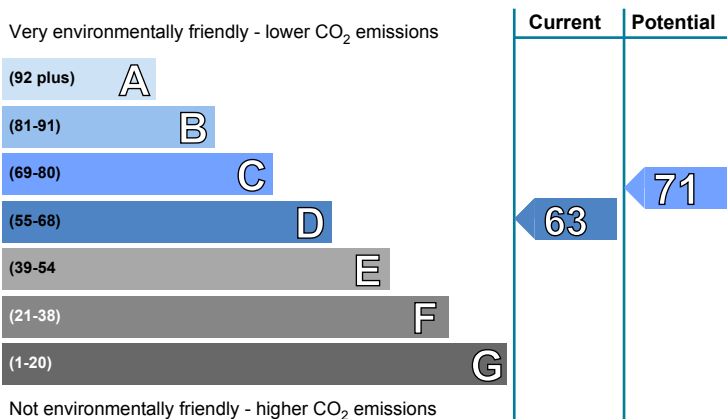 Very environmentally friendly - lower CO2 emissions
Current
Potential
(92 plus) A
(81-91) B
(69-80) C
(55-68) D
(39-54 E
(21-38) F
(1-20) G
63
71
Not environmentally friendly - higher CO2 emissions